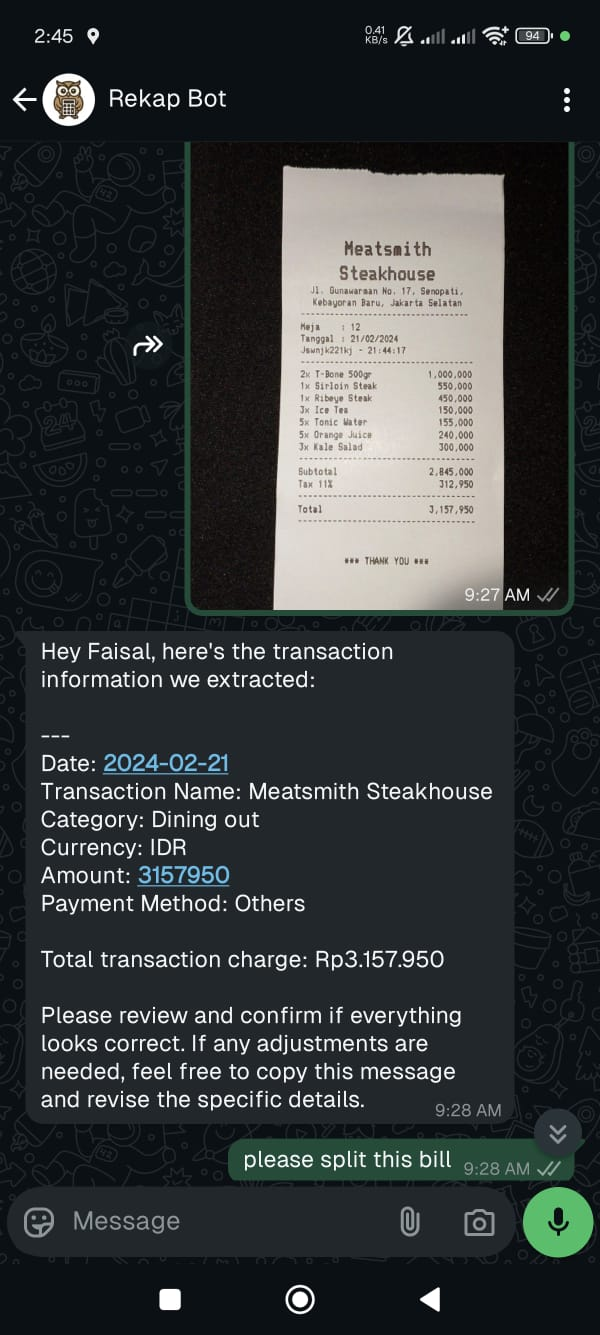 2:45
0.41 KB/s
94
Rekap Bot
Meatsmith
Steakhouse
Jl. Gunawarman No. 17, Senopati,
Kebayoran Baru, Jakarta Selatan
Meja : 12
Tanggal : 21/02/2024
Jswnjk221kj - 21:44:17
2x T-Bone 500gr 1,000,000
1x Sirloin Steak 550,000
1x Ribeye Steak 450,000
3x Ice Tea 150,000
5x Tonic Water 155,000
5x Orange Juice 240,000
3x Kale Salad 300,000
Subtotal 2,845,000
Tax 11% 312,950
Total 3,157,950
*** THANK YOU ***
9:27 AM
Hey Faisal, here's the transaction
information we extracted:
---
Date: 2024-02-21
Transaction Name: Meatsmith Steakhouse
Category: Dining out
Currency: IDR
Amount: 3157950
Payment Method: Others
Total transaction charge: Rp3.157.950
Please review and confirm if everything
looks correct. If any adjustments are
needed, feel free to copy this message
and revise the specific details.
9:28 AM
please split this bill 9:28 AM
Message